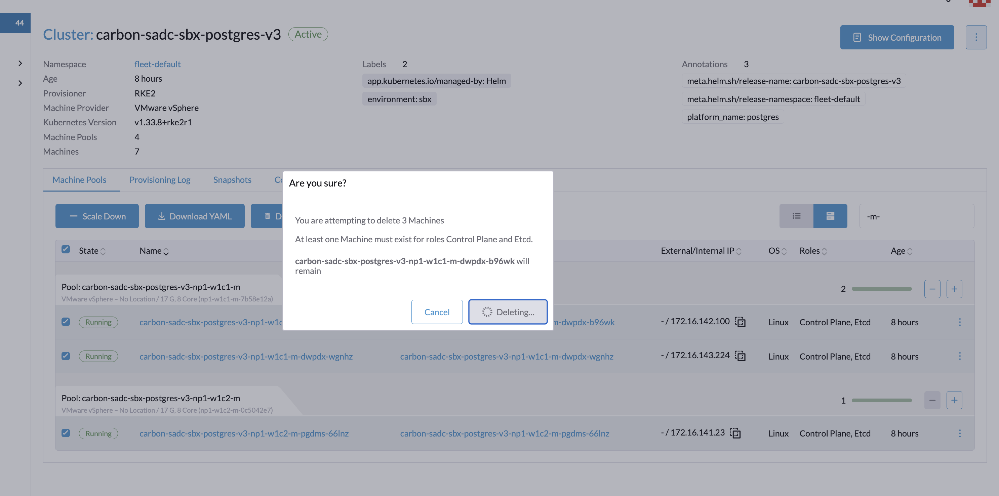 44
Cluster: carbon-sadc-sbx-postgres-v3 Active
Show Configuration
Namespace fleet-default
Age 8 hours
Provisioner RKE2
Machine Provider VMware vSphere
Kubernetes Version v1.33.8+rke2r1
Machine Pools 4
Machines 7
Labels 2
app.kubernetes.io/managed-by: Helm
environment: sbx
Annotations 3
meta.helm.sh/release-name: carbon-sadc-sbx-postgres-v3
meta.helm.sh/release-namespace: fleet-default
platform_name: postgres
Machine Pools Provisioning Log Snapshots
Scale Down Download YAML D
-m-
Are you sure?
You are attempting to delete 3 Machines
At least one Machine must exist for roles Control Plane and Etcd.
carbon-sadc-sbx-postgres-v3-np1-w1c1-m-dwpdx-b96wk will
remain
Cancel Deleting...
State Name External/Internal IP OS Roles Age
Pool: carbon-sadc-sbx-postgres-v3-np1-w1c1-m
VMware vSphere – No Location / 17 G, 8 Core (np1-w1c1-m-7b58e12a)
2
Running carbon-sadc-sbx-postgres-v3-np1-w1c m-dwpdx-b96wk - / 172.16.142.100 Linux Control Plane, Etcd 8 hours
Running carbon-sadc-sbx-postgres-v3-np1-w1c1-m-dwpdx-wgnhz carbon-sadc-sbx-postgres-v3-np1-w1c1-m-dwpdx-wgnhz - / 172.16.143.224 Linux Control Plane, Etcd 8 hours
Pool: carbon-sadc-sbx-postgres-v3-np1-w1c2-m
VMware vSphere – No Location / 17 G, 8 Core (np1-w1c2-m-0c5042e7)
1
Running carbon-sadc-sbx-postgres-v3-np1-w1c2-m-pgdms-66lnz carbon-sadc-sbx-postgres-v3-np1-w1c2-m-pgdms-66lnz - / 172.16.141.23 Linux Control Plane, Etcd 8 hours